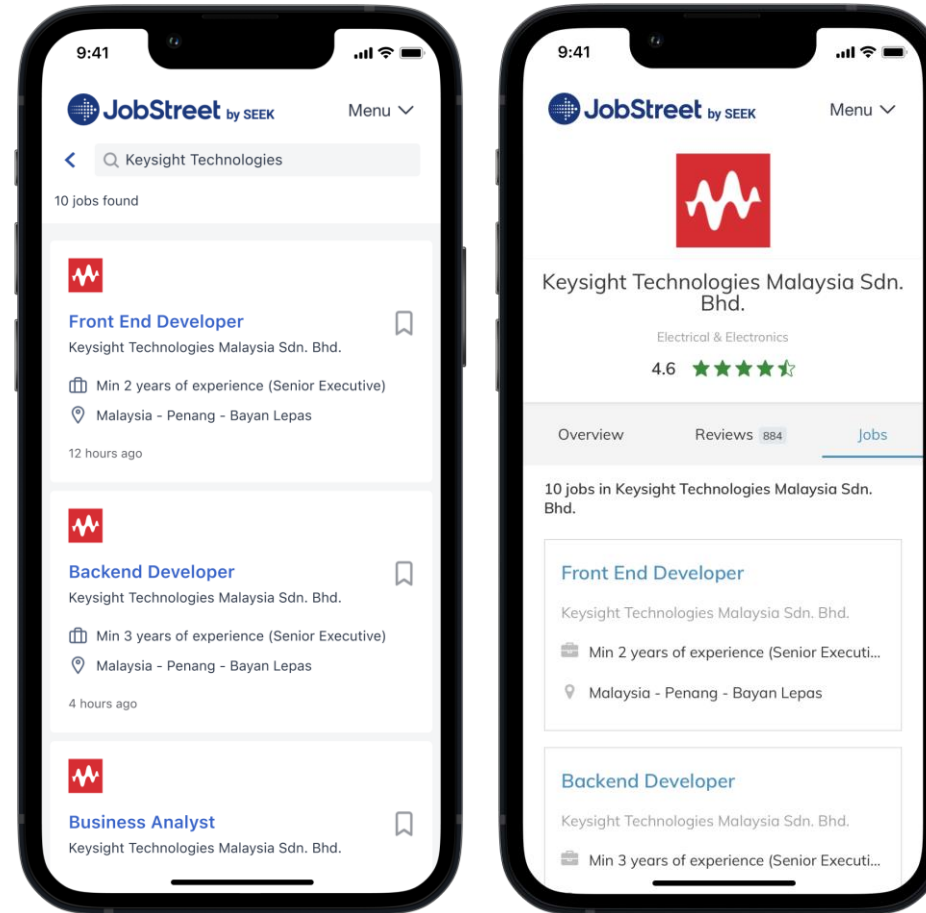 9:41
JobStreet by SEEK
Menu
Keysight Technologies
10 jobs found
Front End Developer
Keysight Technologies Malaysia Sdn. Bhd.
Min 2 years of experience (Senior Executive)
Malaysia - Penang - Bayan Lepas
12 hours ago
Backend Developer
Keysight Technologies Malaysia Sdn. Bhd.
Min 3 years of experience (Senior Executive)
Malaysia - Penang - Bayan Lepas
4 hours ago
Business Analyst
Keysight Technologies Malaysia Sdn. Bhd.
9:41
JobStreet by SEEK
Menu
Keysight Technologies Malaysia Sdn.
Bhd.
Electrical & Electronics
4.6
Overview
Reviews 884
Jobs
10 jobs in Keysight Technologies Malaysia Sdn.
Bhd.
Front End Developer
Keysight Technologies Malaysia Sdn. Bhd.
Min 2 years of experience (Senior Executi...
Malaysia - Penang - Bayan Lepas
Backend Developer
Keysight Technologies Malaysia Sdn. Bhd.
Min 3 years of experience (Senior Executi...